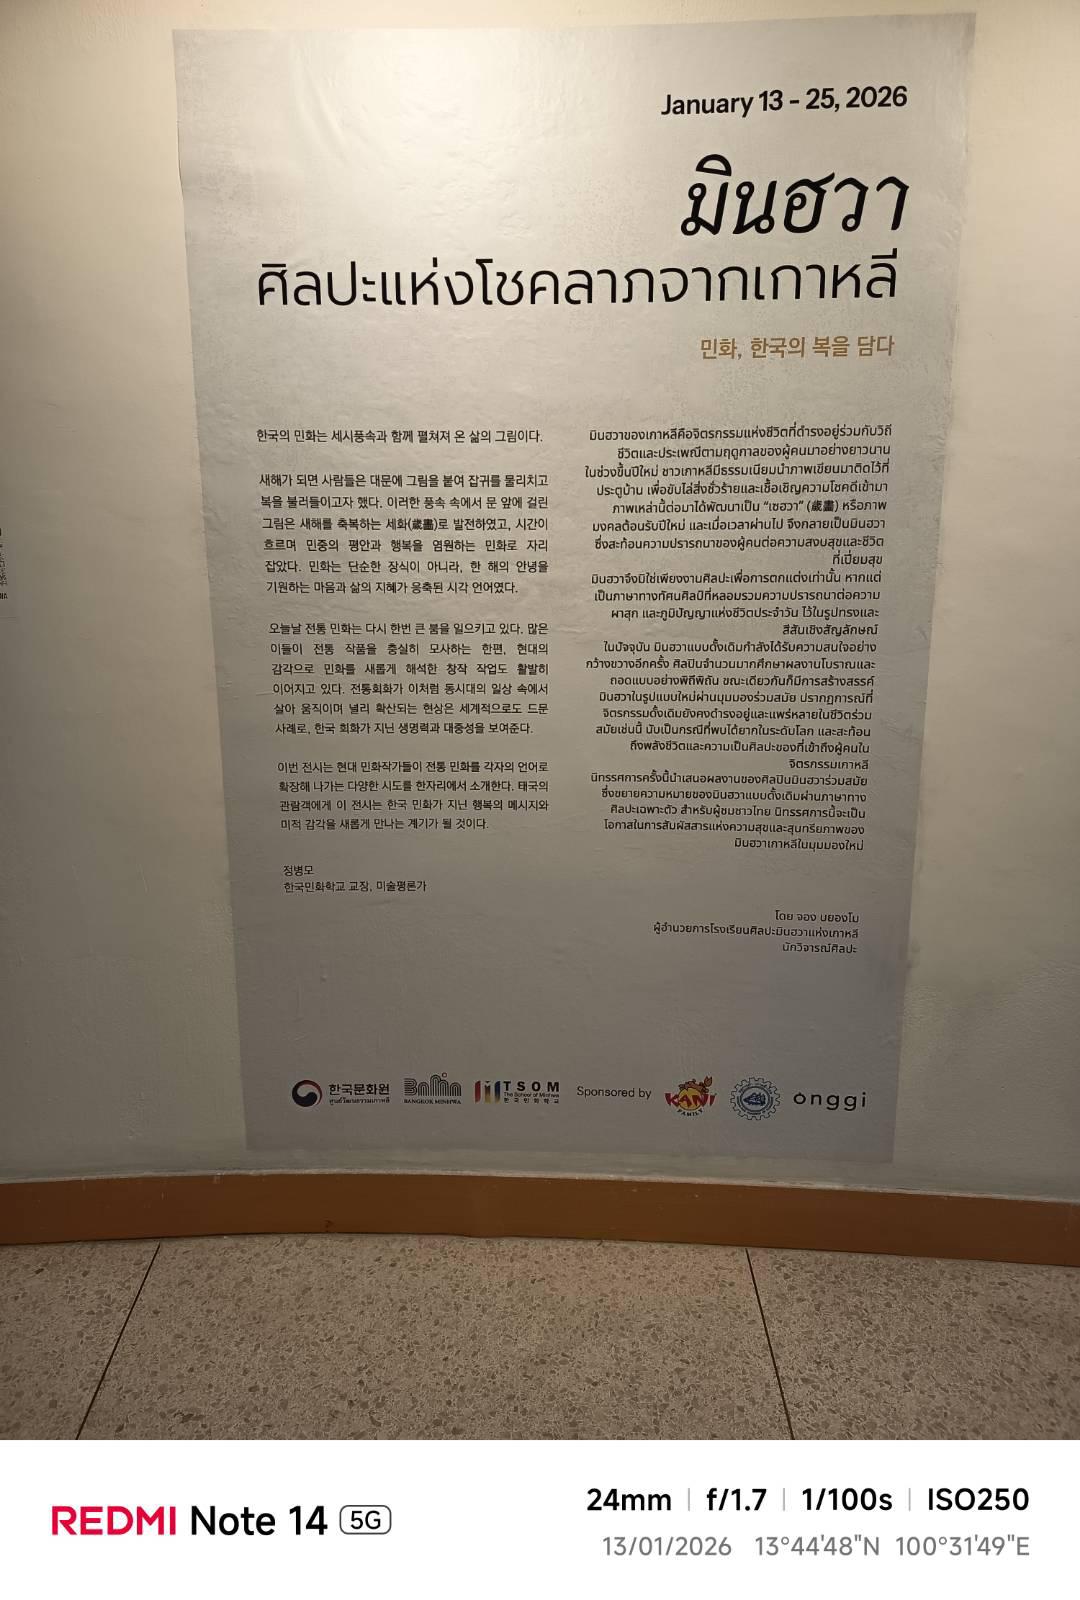 January 13 - 25, 2026
มินฮวา
ศิลปะแห่งโชคลาภจากเกาหลี
민화, 한국의 복을 담다
한국의 민화는 세시풍속과 함께 펼쳐져 온 삶의 그림이다.
새해가 되면 사람들은 대문에 그림을 붙여 잡귀를 물리치고
복을 불러들이고자 했다. 이러한 풍속 속에서 문 앞에 걸린
그림은 새해를 축복하는 세화(歲畵)로 발전하였고, 시간이
흐르며 민중의 평안과 행복을 염원하는 민화로 자리
잡았다. 민화는 단순한 장식이 아니라, 한 해의 안녕을
기원하는 마음과 삶의 지혜가 응축된 시각 언어였다.
오늘날 전통 민화는 다시 한번 큰 붐을 일으키고 있다. 많은
이들이 전통 작품을 충실히 모사하는 한편, 현대의
감각으로 민화를 새롭게 해석한 창작 작업도 활발히
이어지고 있다. 전통회화가 이처럼 동시대의 일상 속에서
살아 움직이며 널리 확산되는 현상은 세계적으로도 드문
사례로, 한국 회화가 지닌 생명력과 대중성을 보여준다.
이번 전시는 현대 민화작가들이 전통 민화를 각자의 언어로
확장해 나가는 다양한 시도를 한자리에서 소개한다. 태국의
관람객에게 이 전시는 한국 민화가 지닌 행복의 메시지와
미적 감각을 새롭게 만나는 계기가 될 것이다.
정병모
한국민화학교 교장, 미술평론가
มินฮวาของเกาหลีคือจิตรกรรมแห่งชีวิตที่ดำรงอยู่ร่วมกับวิถี
ชีวิตและประเพณีตามฤดูกาลของผู้คนมาอย่างยาวนาน
ในช่วงขึ้นปีใหม่ ชาวเกาหลีมีธรรมเนียมนำภาพเขียนมาติดไว้ที่
ประตูบ้าน เพื่อขับไล่สิ่งชั่วร้ายและเชื้อเชิญความโชคดีเข้ามา
ภาพเหล่านี้ต่อมาได้พัฒนาเป็น “เซฮวา” (歲畵) หรือภาพ
มงคลต้อนรับปีใหม่ และเมื่อเวลาผ่านไป จึงกลายเป็นมินฮวา
ซึ่งสะท้อนความปรารถนาของผู้คนต่อความสงบสุขและชีวิต
ที่เปี่ยมสุข
มินฮวาจึงมิใช่เพียงงานศิลปะเพื่อการตกแต่งเท่านั้น หากแต่
เป็นภาษาทางทัศนศิลป์ที่หลอมรวมความปรารถนาต่อความ
ผาสุก และภูมิปัญญาแห่งชีวิตประจำวัน ไว้ในรูปทรงและ
สีสันเชิงสัญลักษณ์
ในปัจจุบัน มินฮวาแบบดั้งเดิมกำลังได้รับความสนใจอย่าง
กว้างขวางอีกครั้ง ศิลปินจำนวนมากศึกษาผลงานโบราณและ
ถอดแบบอย่างพิถีพิถัน ขณะเดียวกันก็มีการสร้างสรรค์
มินฮวาในรูปแบบใหม่ผ่านมุมมองร่วมสมัย ปรากฏการณ์ที่
จิตรกรรมดั้งเดิมยังคงดำรงอยู่และแพร่หลายในชีวิตร่วม
สมัยเช่นนี้ นับเป็นกรณีที่พบได้ยากในระดับโลก และสะท้อน
ถึงพลังชีวิตและความเป็นศิลปะของที่เข้าถึงผู้คนใน
จิตรกรรมเกาหลี
นิทรรศการครั้งนี้นำเสนอผลงานของศิลปินมินฮวาร่วมสมัย
ซึ่งขยายความหมายของมินฮวาแบบดั้งเดิมผ่านภาษาทาง
ศิลปะเฉพาะตัว สำหรับผู้ชมชาวไทย นิทรรศการนี้จะเป็น
โอกาสในการสัมผัสสารแห่งความสุขและสุนทรียภาพของ
มินฮวาเกาหลีในมุมมองใหม่
โดย จอง บยองโม
ผู้อำนวยการโรงเรียนศิลปะมินฮวาแห่งเกาหลี
นักวิจารณ์ศิลปะ
한국문화원
ศูนย์วัฒนธรรมเกาหลี
BANGKOK MINHWA
TSOM
The School of Minhwa
한국민화학교
Sponsored by
KANI
FAMILY
onggi
REDMI Note 14 5G
24mm | f/1.7 | 1/100s | ISO250
13/01/2026 13°44'48"N 100°31'49"E